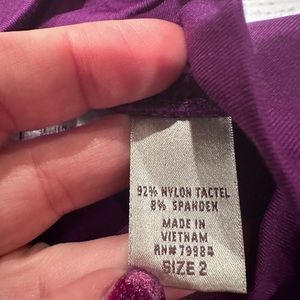 92% NYLON TACTEL
8% SPANDEX
MADE IN
VIETNAM
RN# 79984
SIZE 2